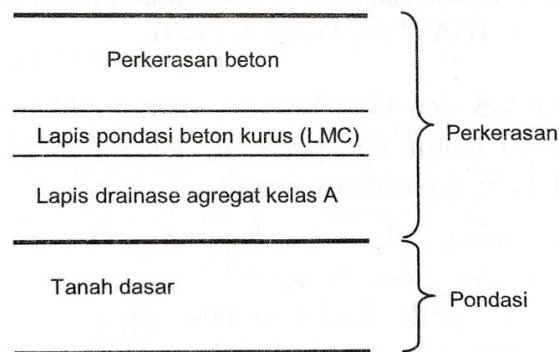 Perkerasan beton
Lapis pondasi beton kurus (LMC)
Perkerasan
Lapis drainase agregat kelas A
Tanah dasar
Pondasi